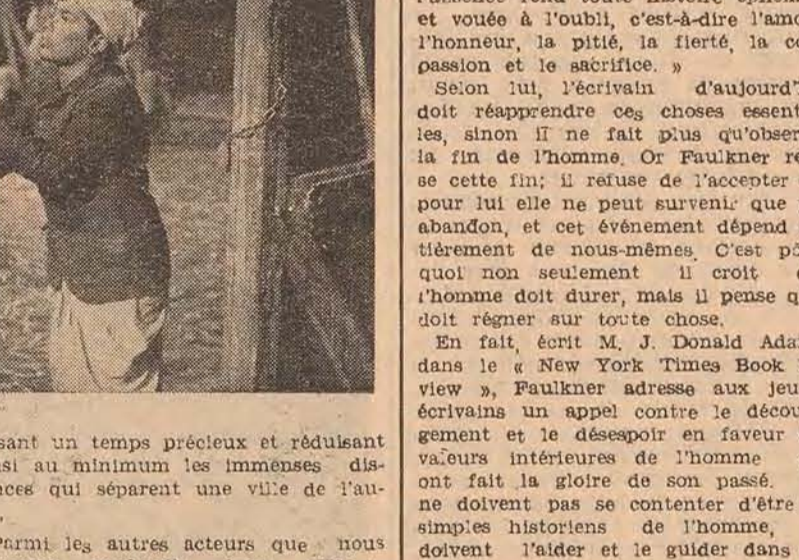 et vouée à l'oubli, c'est-à-dire
l'honneur, la pitié, la fierté, la
passion et le sacrifice. »
Selon lui, l'écrivain d'aujourd'
doit réapprendre ces choses essent
les, sinon il ne fait plus qu'obser
la fin de l'homme. Or Faulkner re
se cette fin; il refuse de l'accepter
pour lui elle ne peut survenir que
abandon, et cet événement dépend
tièrement de nous-mêmes. C'est
quoi non seulement il croit
l'homme doit durer, mais il pense q
doit régner sur toute chose.
En fait, écrit M. J. Donald Ada
dans le « New York Times Book
view », Faulkner adresse aux jeu
écrivains un appel contre le décou
gement et le désespoir en faveur
valeurs intérieures de l'homme
ont fait la gloire de son passé.
ne doivent pas se contenter d'être
simples historiens de l'homme,
doivent l'aider et le guider dans
sant un temps précieux et réduisant
si au minimum les immenses dis-
nces qui séparent une ville de l'au-
Parmi les autres acteurs que nous